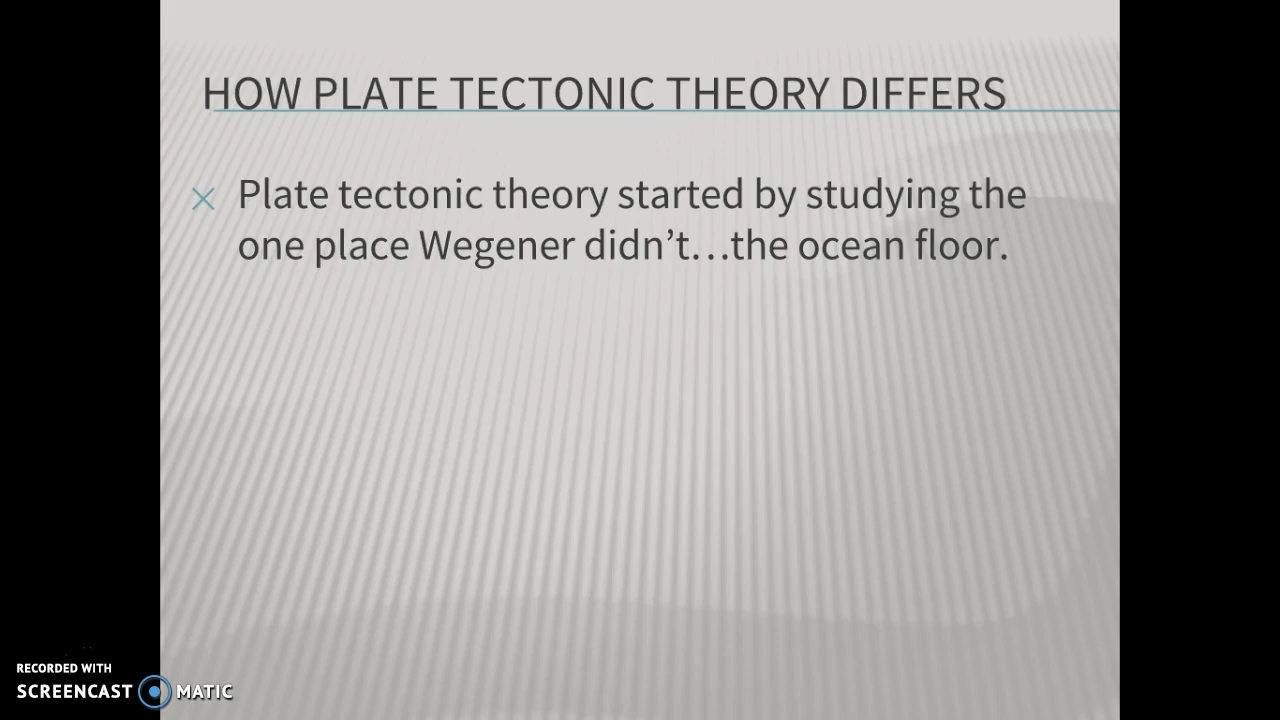 HOW PLATE TECTONIC THEORY DIFFERS
Plate tectonic theory started by studying the
one place Wegener didn’t…the ocean floor.
RECORDED WITH
SCREENCAST MATIC